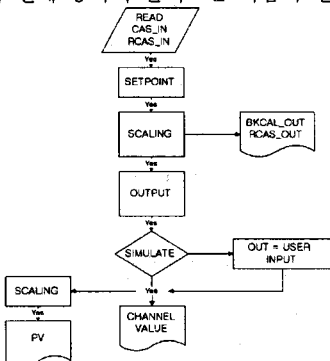 READ
CAS_IN
RCAS_IN
Yes
SETPOINT
Yes
SCALING
BKCAL_OUT
RCAS_OUT
Yes
OUTPUT
Yes
SIMULATE
OUT = USER
INPUT
SCALING
Yes
Yes
CHANNEL
VALUE
PV